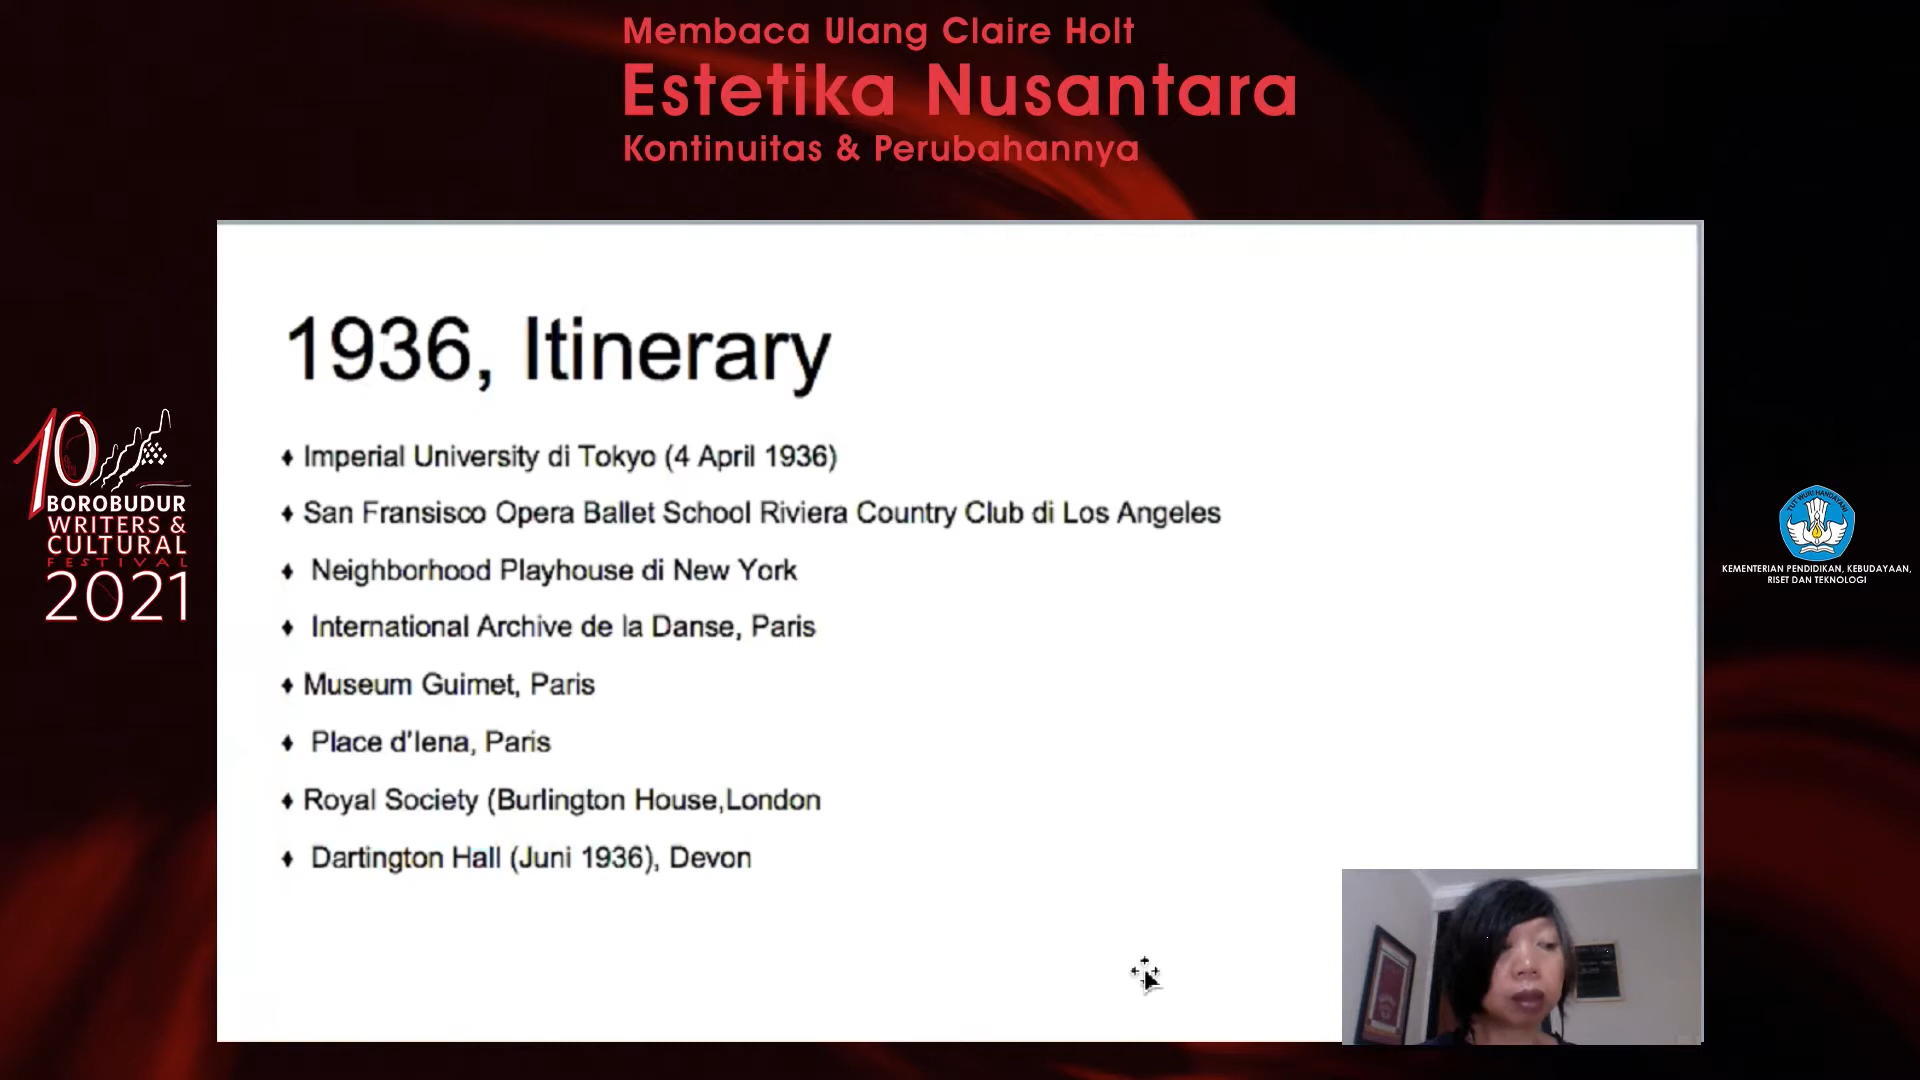 Membaca Ulang Claire Holt
Estetika Nusantara
Kontinuitas & Perubahannya
1936, Itinerary
♦ Imperial University di Tokyo (4 April 1936)
♦ San Fransisco Opera Ballet School Riviera Country Club di Los Angeles
♦ Neighborhood Playhouse di New York
♦ International Archive de la Danse, Paris
♦ Museum Guimet, Paris
♦ Place d'Iena, Paris
♦ Royal Society (Burlington House,London
♦ Dartington Hall (Juni 1936), Devon
10
BOROBUDUR
WRITERS &
CULTURAL
FESTIVAL
2021
TUT WURI HANDAYANI
KEMENTERIAN PENDIDIKAN, KEBUDAYAAN,
RISET DAN TEKNOLOGI